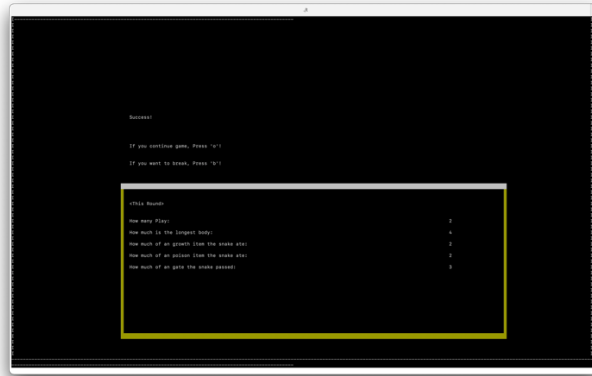 Success!
If you continue game, Press 'v'!
If you want to break, Press 'b'!
<This Round>
How many Play: 2
How much is the longest body: 4
How much of an growth item the snake ate: 2
How much of an poison item the snake ate: 2
How much of an gate the snake passed: 3